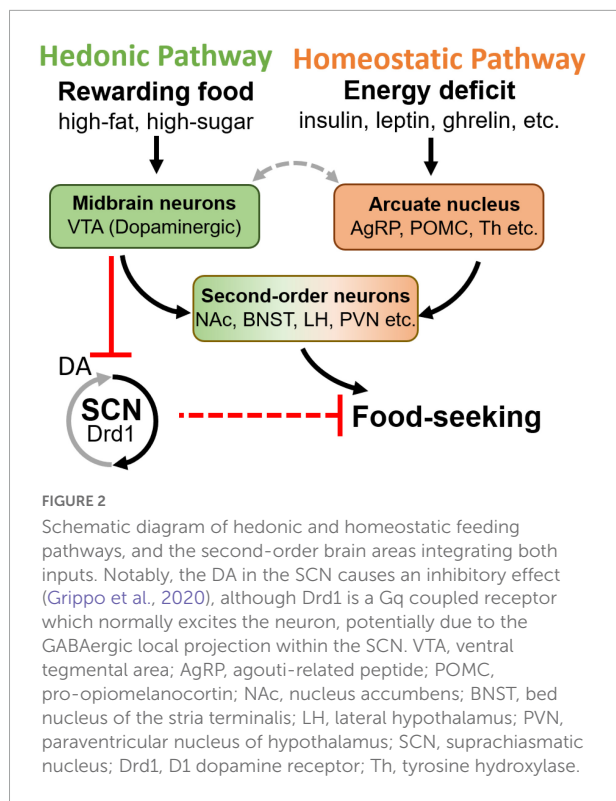 Hedonic Pathway
Homeostatic Pathway
Rewarding food
high-fat, high-sugar
Energy deficit
insulin, leptin, ghrelin, etc.
Midbrain neurons
VTA (Dopaminergic)
Arcuate nucleus
AgRP, POMC, Th etc.
Second-order neurons
NAc, BNST, LH, PVN etc.
DA
SCN
Drd1
Food-seeking
FIGURE 2
Schematic diagram of hedonic and homeostatic feeding
pathways, and the second-order brain areas integrating both
inputs. Notably, the DA in the SCN causes an inhibitory effect
(Grippo et al., 2020), although Drd1 is a Gq coupled receptor
which normally excites the neuron, potentially due to the
GABAergic local projection within the SCN. VTA, ventral
tegmental area; AgRP, agouti-related peptide; POMC,
pro-opiomelanocortin; NAc, nucleus accumbens; BNST, bed
nucleus of the stria terminalis; LH, lateral hypothalamus; PVN,
paraventricular nucleus of hypothalamus; SCN, suprachiasmatic
nucleus; Drd1, D1 dopamine receptor; Th, tyrosine hydroxylase.